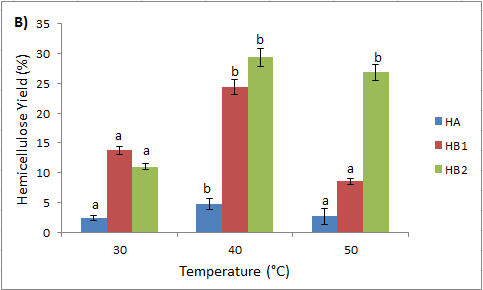 B)
Hemicellulose Yield (%)
35
30
25
20
15
10
5
0
a
a
a
b
b
b
a
a
b
30
40
50
Temperature (°C)
HA
HB1
HB2